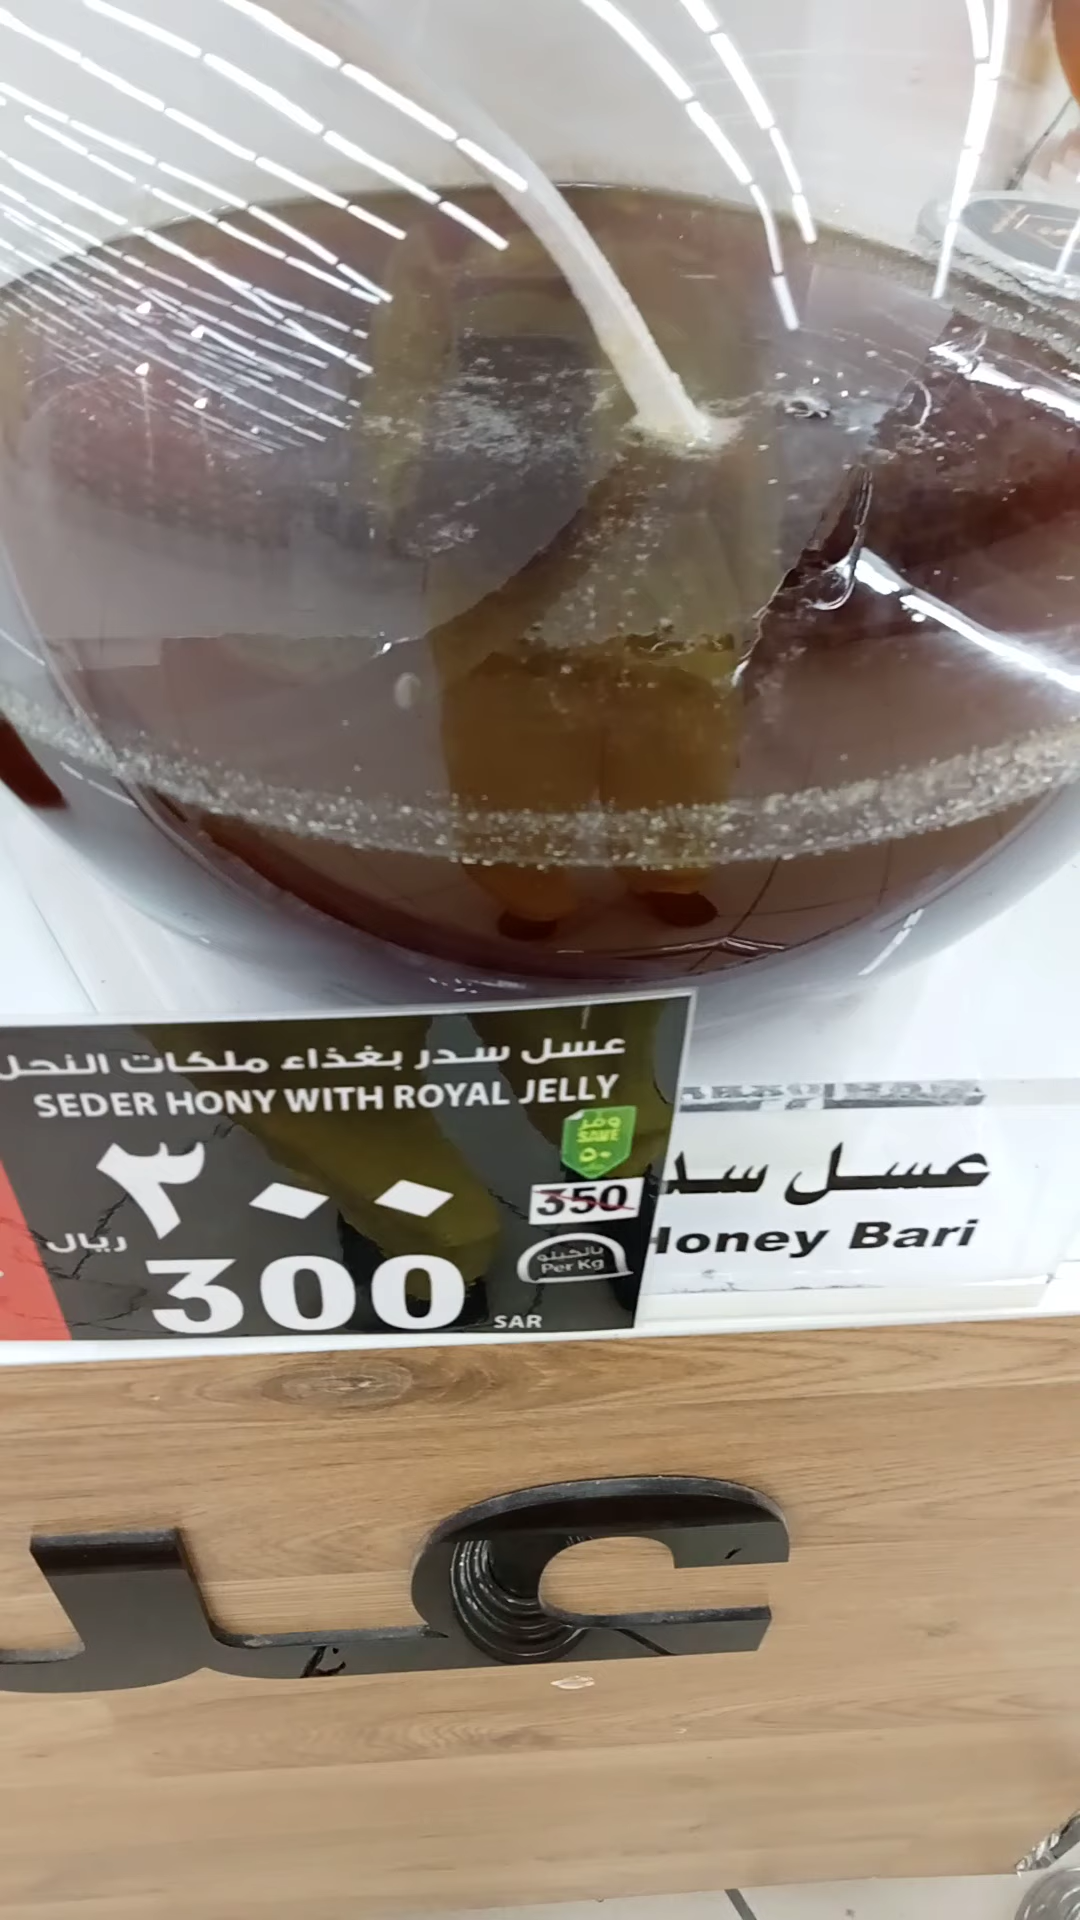 عسل سدر بغذاء ملكات النحل
SEDER HONY WITH ROYAL JELLY
وفر
SAVE
٥٠
٣٠٠
ريال
350
بالكيلو
Per Kg
300
SAR
عسل سد
Honey Bari
عسل